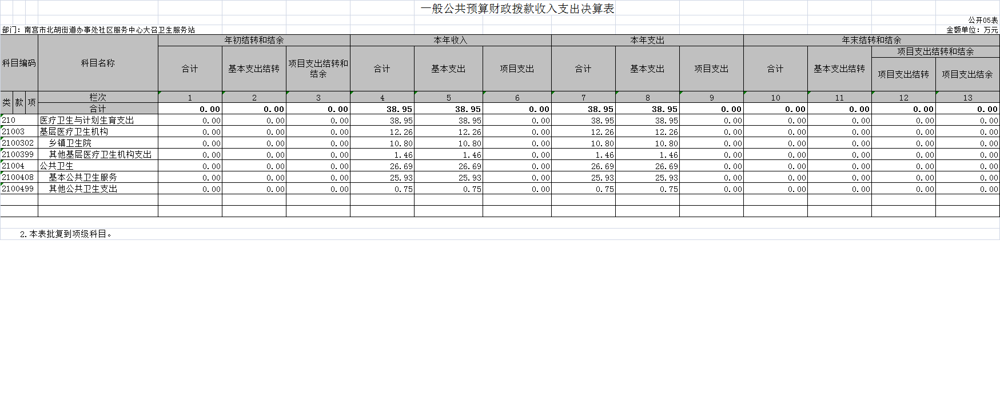 一般公共预算财政拨款收入支出决算表
公开05表
部门：南宫市北胡街道办事处社区服务中心大召卫生服务站 金额单位：万元
科目编码 科目名称 年初结转和结余 本年收入 本年支出 年末结转和结余
合计 基本支出结转 项目支出结转和结余 合计 基本支出 项目支出 合计 基本支出 项目支出 合计 基本支出结转 项目支出结转和结余
项目支出结转 项目支出结余
类 款 项 栏次 1 2 3 4 5 6 7 8 9 10 11 12 13
合计 0.00 0.00 0.00 38.95 38.95 0.00 38.95 38.95 0.00 0.00 0.00 0.00 0.00
210 医疗卫生与计划生育支出 0.00 0.00 0.00 38.95 38.95 0.00 38.95 38.95 0.00 0.00 0.00 0.00 0.00
21003 基层医疗卫生机构 0.00 0.00 0.00 12.26 12.26 0.00 12.26 12.26 0.00 0.00 0.00 0.00 0.00
2100302 乡镇卫生院 0.00 0.00 0.00 10.80 10.80 0.00 10.80 10.80 0.00 0.00 0.00 0.00 0.00
2100399 其他基层医疗卫生机构支出 0.00 0.00 0.00 1.46 1.46 0.00 1.46 1.46 0.00 0.00 0.00 0.00 0.00
21004 公共卫生 0.00 0.00 0.00 26.69 26.69 0.00 26.69 26.69 0.00 0.00 0.00 0.00 0.00
2100408 基本公共卫生服务 0.00 0.00 0.00 25.93 25.93 0.00 25.93 25.93 0.00 0.00 0.00 0.00 0.00
2100499 其他公共卫生支出 0.00 0.00 0.00 0.75 0.75 0.00 0.75 0.75 0.00 0.00 0.00 0.00 0.00
2.本表批复到项级科目。